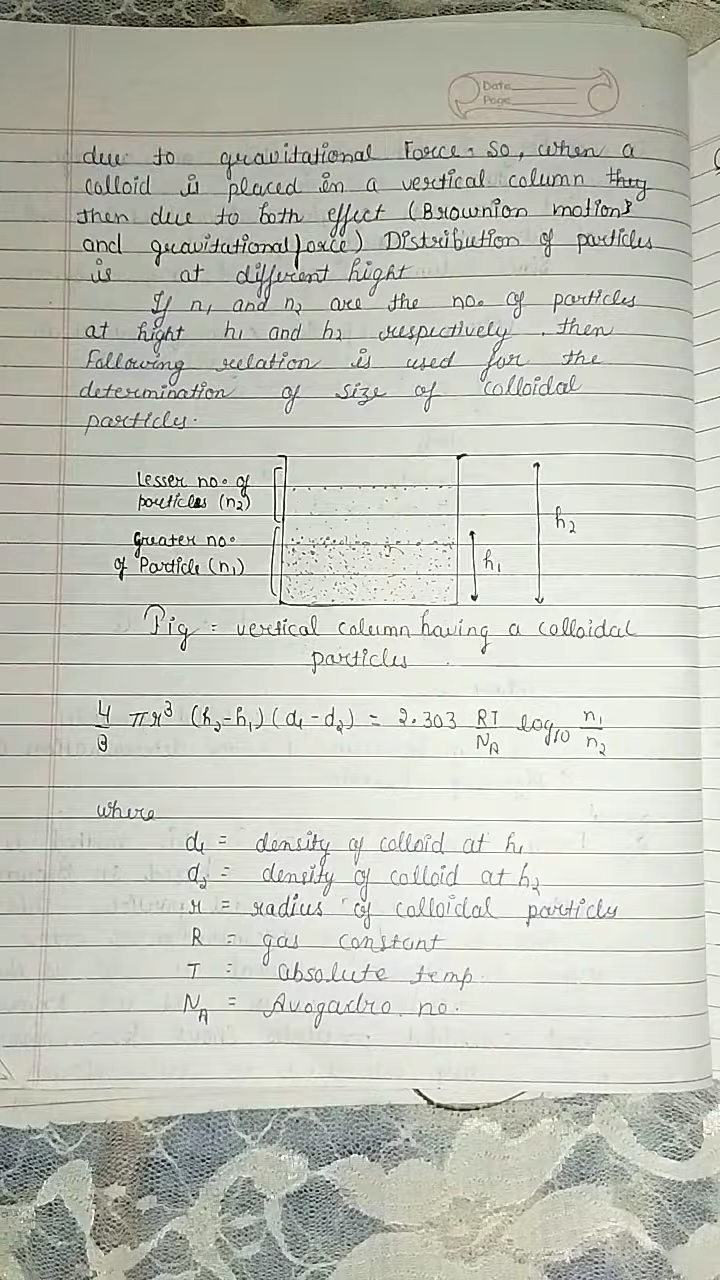 Date
Page
due to gravitational Force. So, when a
colloid is placed in a vertical column they
then due to both effect (Brownion motion
and gravitational force) Distribution of particles
is at different hight
If n₁ and n₂ are the no. of particles
at hight h₁ and h₂ respectively. then
Following relation is used for the
determination of size of colloidal
particles.
Lesser no. of
particles (n₂)
greater no.
of Particle (n₁)
h₁
h₂
Fig = vertical column having a colloidal
particles
4/3 πr³ (h₂-h₁) (d₁-d₂) = 2.303 RT/N_A log₁₀ n₁/n₂
where
d₁ = density of colloid at h₁
d₂ = density of colloid at h₂
r = radius of colloidal particly
R = gas constant
T = absolute temp.
N_A = Avogadro no.